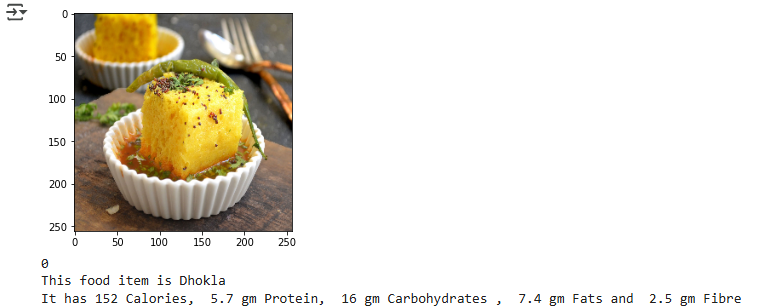 0
50
100
150
200
250
0 50 100 150 200 250
0
This food item is Dhokla
It has 152 Calories,  5.7 gm Protein,  16 gm Carbohydrates ,  7.4 gm Fats and  2.5 gm Fibre